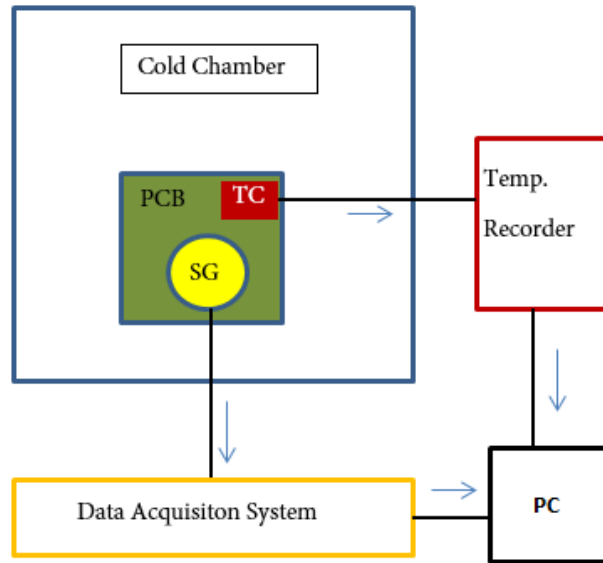 Cold Chamber
PCB
TC
SG
Temp.
Recorder
Data Acquisiton System
PC